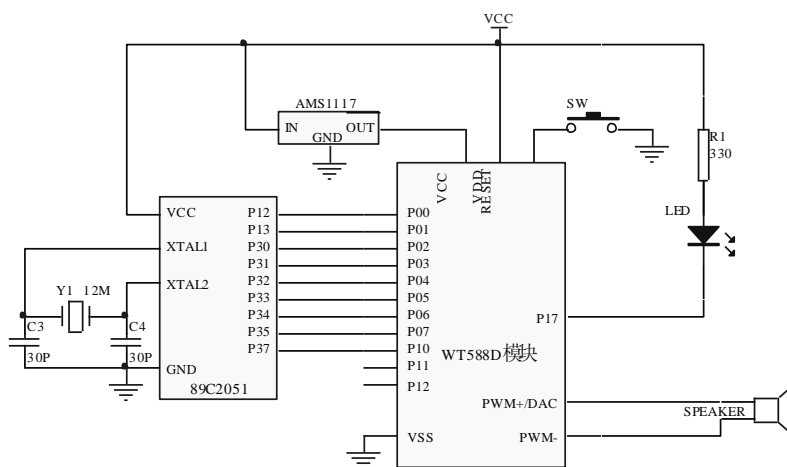 VCC
AMS1117
SW
IN
OUT
GND
R1
330
VCC
VDD
RESET
LED
VCC
P12
P00
P13
P01
XTAL1
P30
P02
P31
P03
XTAL2
P32
P04
Y1 12M
P33
P05
P34
P06
P17
C3
C4
P35
P07
P37
P10
WT588D模块
30P
30P
P11
GND
P12
89C2051
PWM+/DAC
SPEAKER
VSS
PWM-